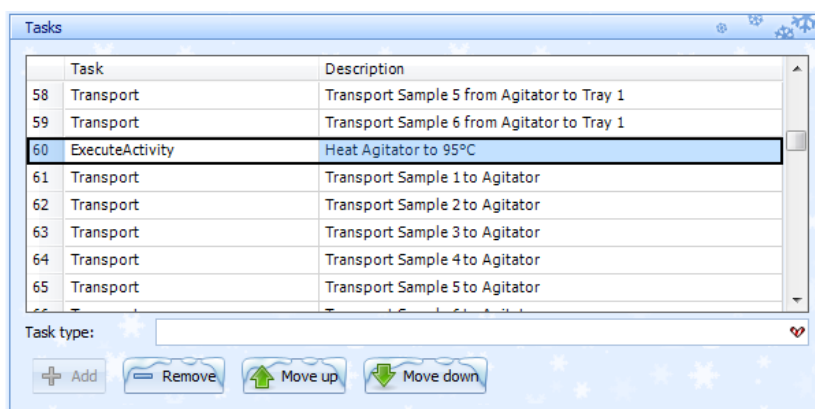 Tasks
Task Description
58 Transport Transport Sample 5 from Agitator to Tray 1
59 Transport Transport Sample 6 from Agitator to Tray 1
60 ExecuteActivity Heat Agitator to 95°C
61 Transport Transport Sample 1 to Agitator
62 Transport Transport Sample 2 to Agitator
63 Transport Transport Sample 3 to Agitator
64 Transport Transport Sample 4 to Agitator
65 Transport Transport Sample 5 to Agitator
Task type:
Add Remove Move up Move down